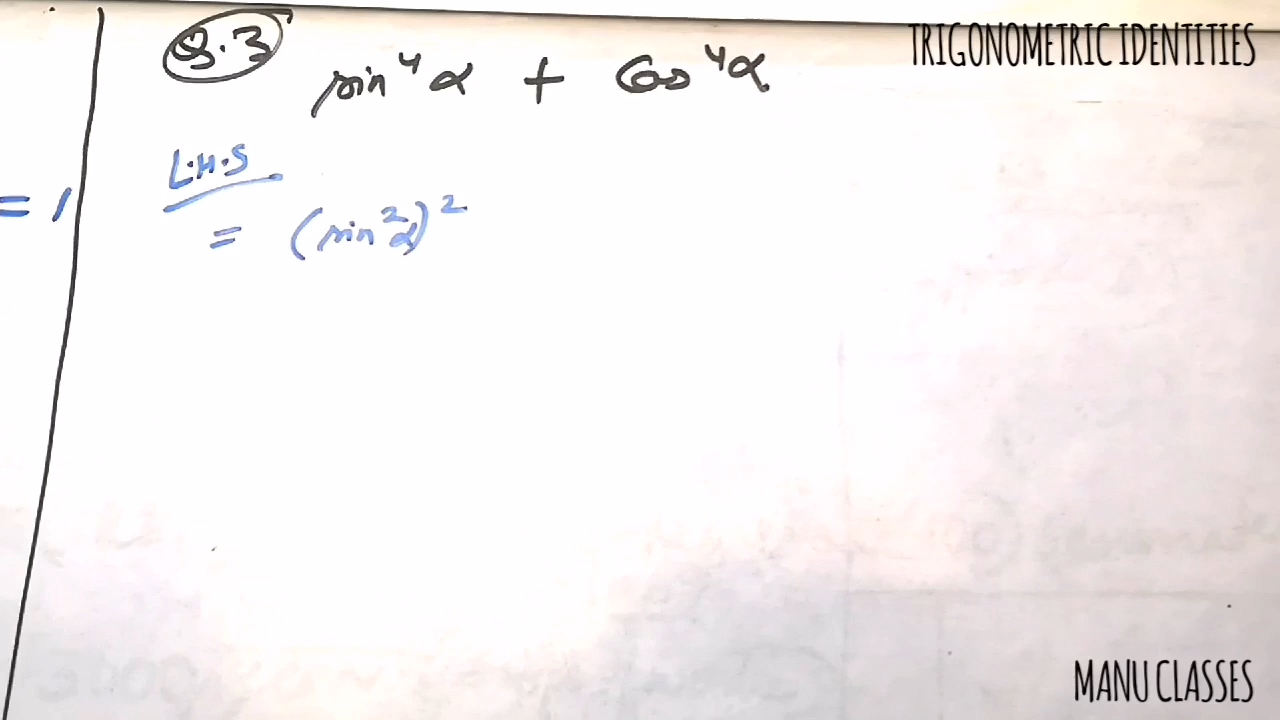 TRIGONOMETRIC IDENTITIES
Q.3 sin⁴α + Cos⁴α
L.H.S
= 1
= (sin²α)²
MANU CLASSES